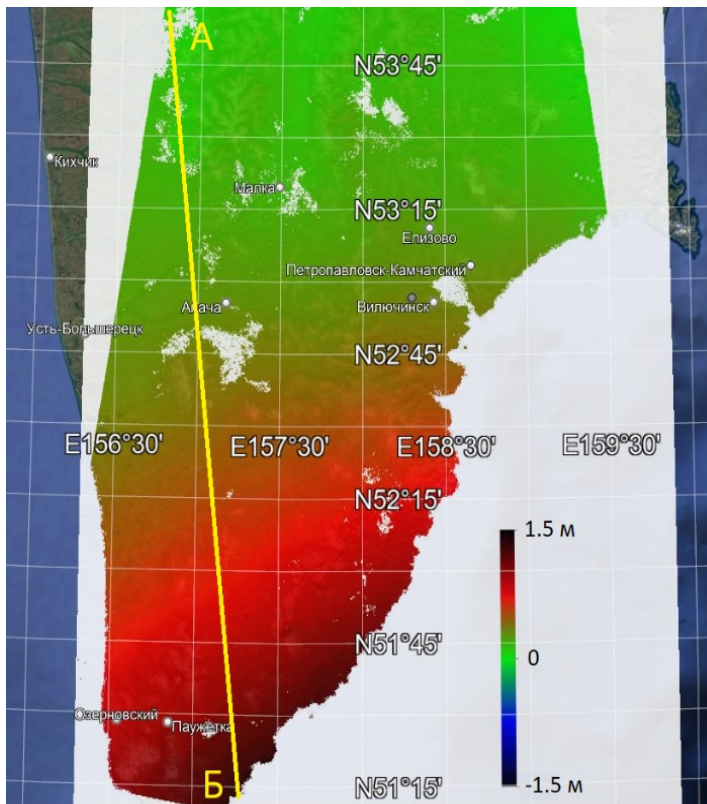 А
N53°45'
Кихчик
Малка
N53°15'
Елизово
Петропавловск-Камчатский
Апача
Вилючинск
Усть-Большерецк
N52°45'
E156°30'
E157°30'
E158°30'
E159°30'
N52°15'
1.5 м
0
-1.5 м
N51°45'
Озерновский
Паужетка
Б
N51°15'